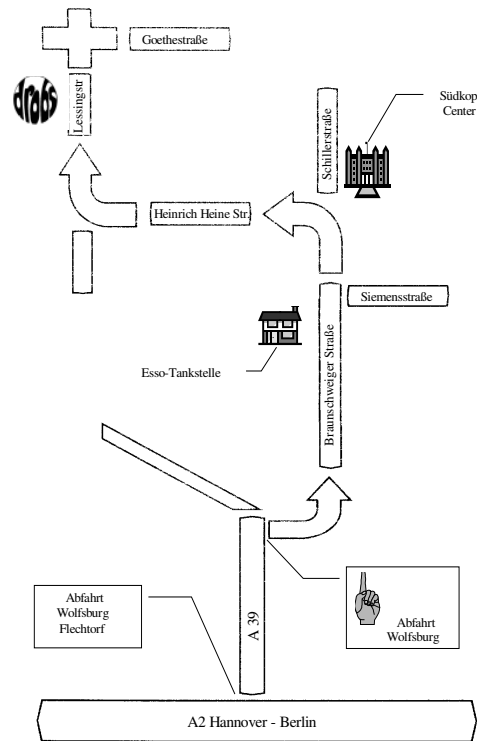 Goethestraße
drobs
Lessingstr
Südkop
Center
Schillerstraße
Heinrich Heine Str.
Siemensstraße
Braunschweiger Straße
Esso-Tankstelle
Abfahrt
Wolfsburg
Flechtorf
A 39
Abfahrt
Wolfsburg
A2 Hannover - Berlin